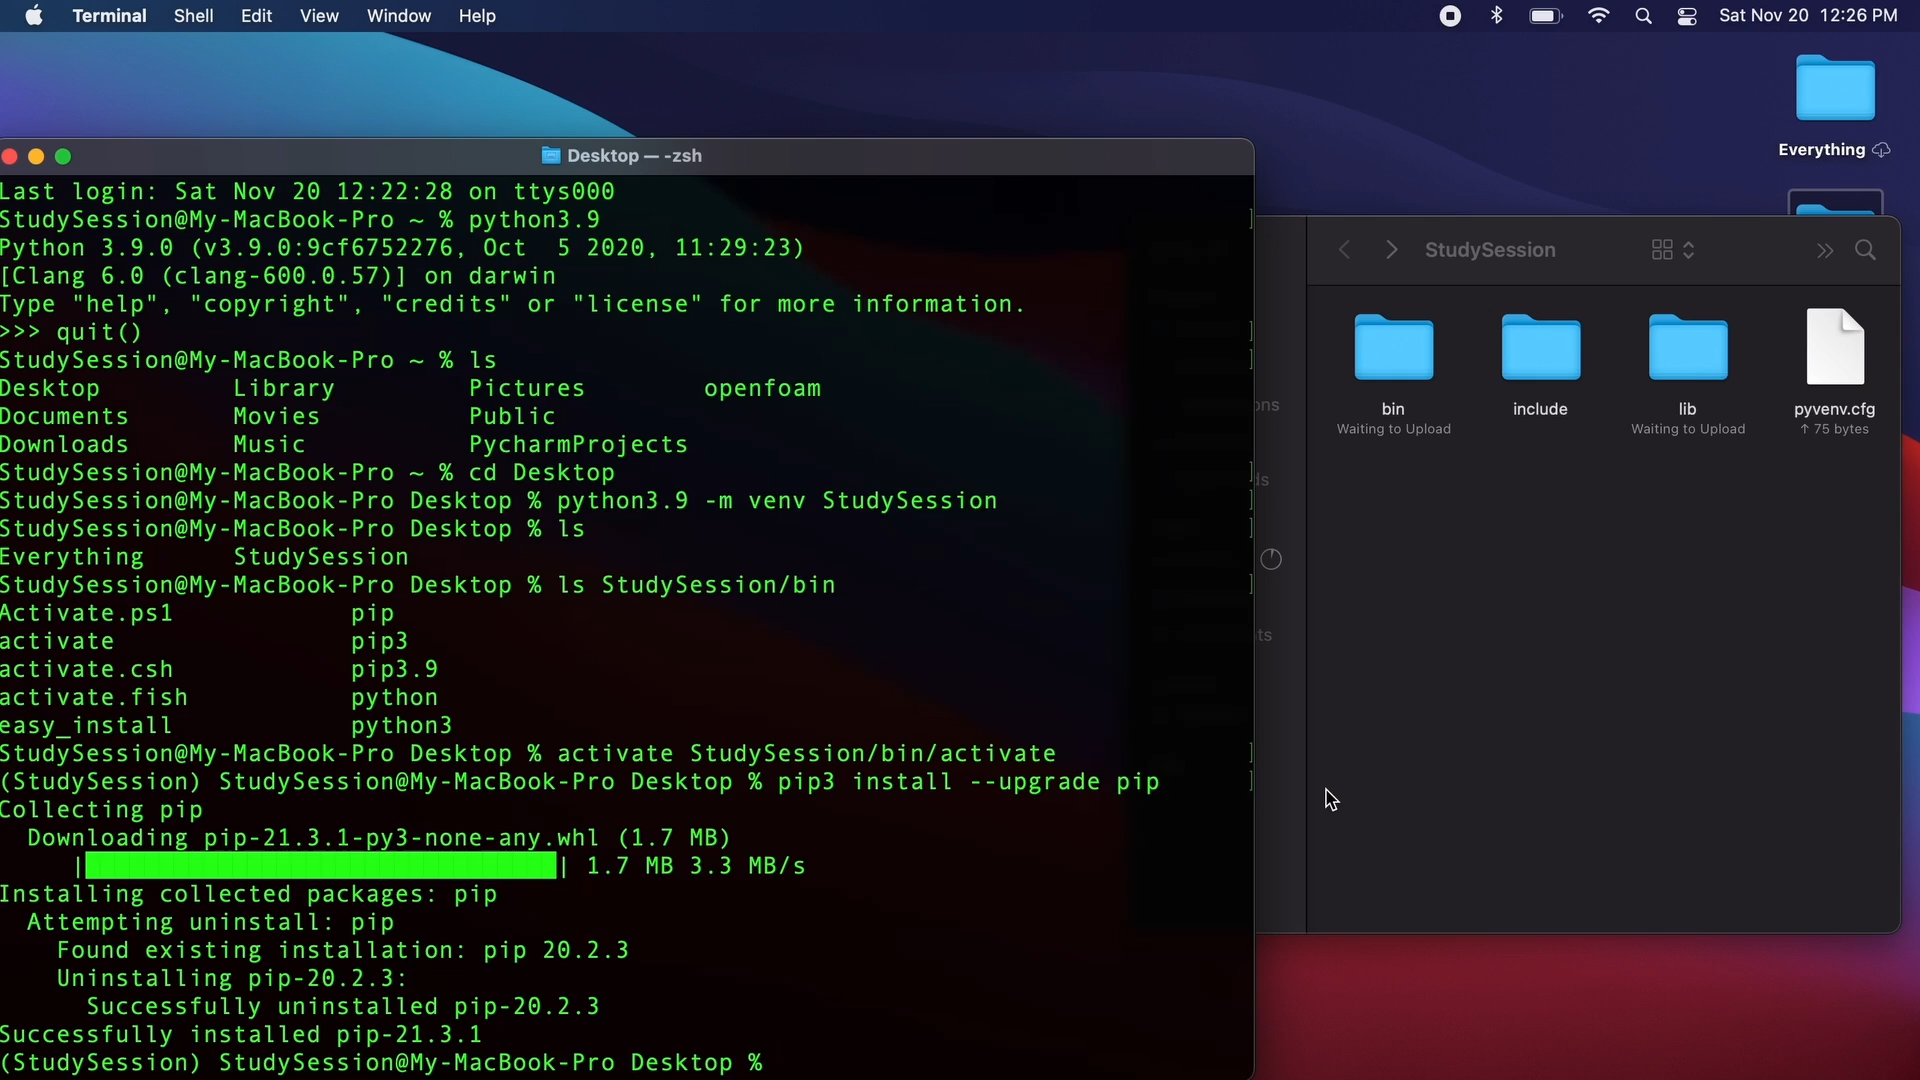 Terminal Shell Edit View Window Help Sat Nov 20 12:26 PM
Everything
Desktop — -zsh
Last login: Sat Nov 20 12:22:28 on ttys000
StudySession@My-MacBook-Pro ~ % python3.9
Python 3.9.0 (v3.9.0:9cf6752276, Oct  5 2020, 11:29:23)
[Clang 6.0 (clang-600.0.57)] on darwin
Type "help", "copyright", "credits" or "license" for more information.
>>> quit()
StudySession@My-MacBook-Pro ~ % ls
Desktop Library Pictures openfoam
Documents Movies Public
Downloads Music PycharmProjects
StudySession@My-MacBook-Pro ~ % cd Desktop
StudySession@My-MacBook-Pro Desktop % python3.9 -m venv StudySession
StudySession@My-MacBook-Pro Desktop % ls
Everything StudySession
StudySession@My-MacBook-Pro Desktop % ls StudySession/bin
Activate.ps1 pip
activate pip3
activate.csh pip3.9
activate.fish python
easy_install python3
StudySession@My-MacBook-Pro Desktop % activate StudySession/bin/activate
(StudySession) StudySession@My-MacBook-Pro Desktop % pip3 install --upgrade pip
Collecting pip
Downloading pip-21.3.1-py3-none-any.whl (1.7 MB)
| | 1.7 MB 3.3 MB/s
Installing collected packages: pip
Attempting uninstall: pip
Found existing installation: pip 20.2.3
Uninstalling pip-20.2.3:
Successfully uninstalled pip-20.2.3
Successfully installed pip-21.3.1
(StudySession) StudySession@My-MacBook-Pro Desktop %
StudySession
bin include lib pyvenv.cfg
Waiting to Upload Waiting to Upload ↑ 75 bytes